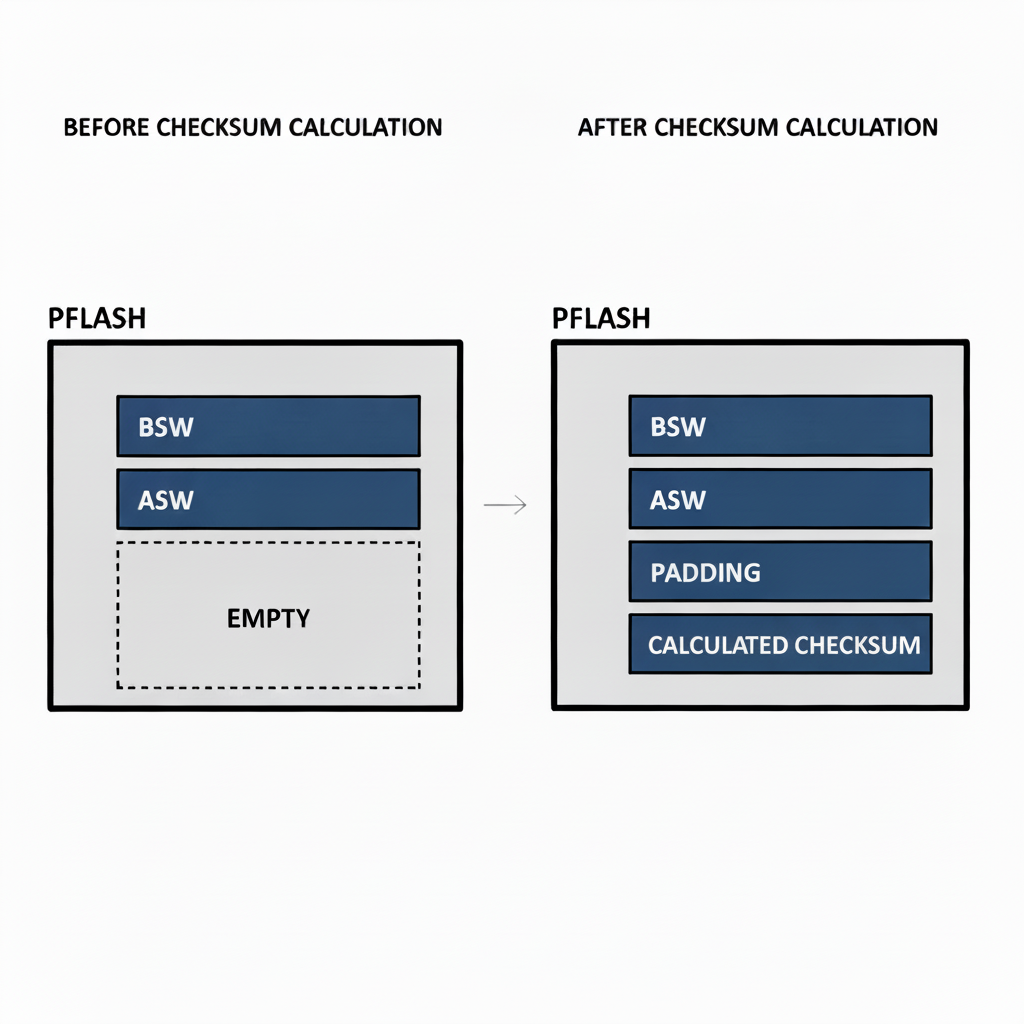 BEFORE CHECKSUM CALCULATION
AFTER CHECKSUM CALCULATION
PFLASH
BSW
ASW
EMPTY
PFLASH
BSW
ASW
PADDING
CALCULATED CHECKSUM